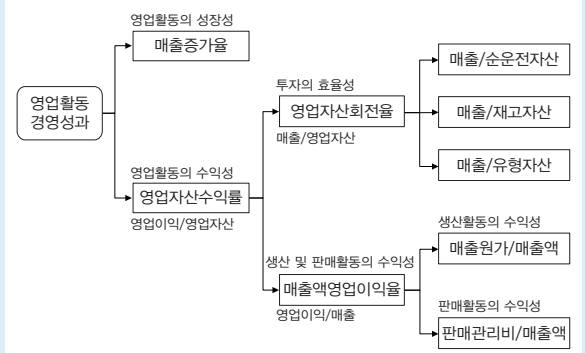 영업활동의 성장성
매출증가율
영업활동
경영성과
영업활동의 수익성
영업자산수익률
영업이익/영업자산
투자의 효율성
영업자산회전율
매출/영업자산
매출/순운전자산
매출/재고자산
매출/유형자산
생산 및 판매활동의 수익성
매출액영업이익율
영업이익/매출
생산활동의 수익성
매출원가/매출액
판매활동의 수익성
판매관리비/매출액